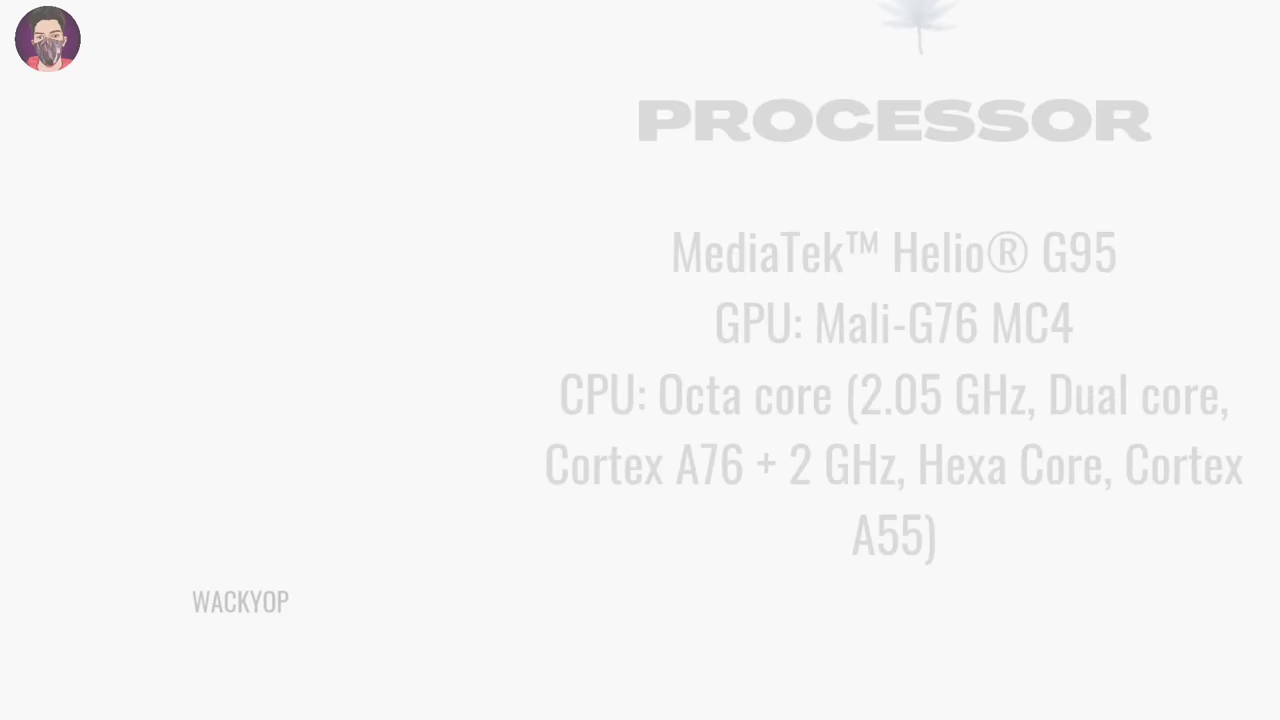 PROCESSOR
MediaTek™ Helio® G95
GPU: Mali-G76 MC4
CPU: Octa core (2.05 GHz, Dual core,
Cortex A76 + 2 GHz, Hexa Core, Cortex
A55)
WACKYOP